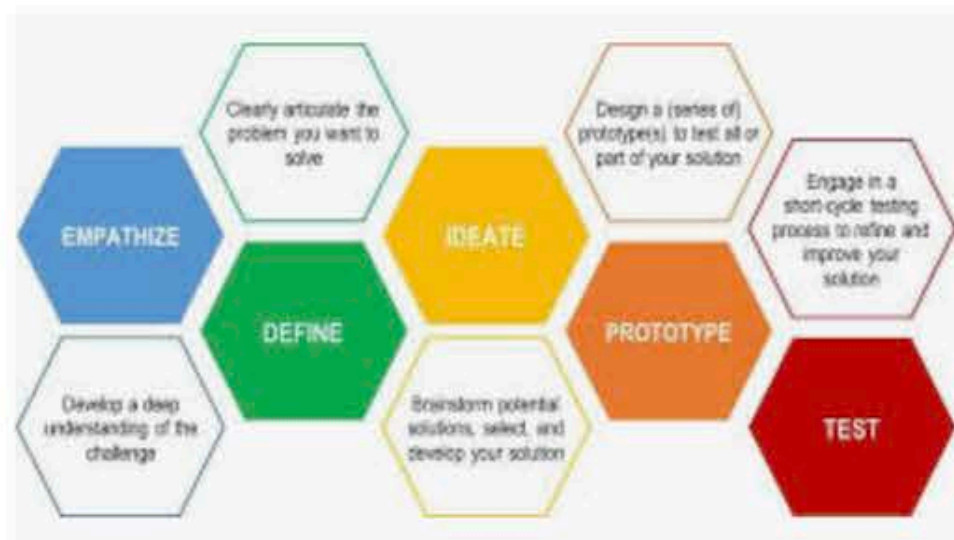 EMPATHIZE
Develop a deep
understanding of the
challenge
Clearly articulate the
problem you want to
solve
DEFINE
IDEATE
Brainstorm potential
solutions, select, and
develop your solution
Design a (series of)
prototype(s) to test all or
part of your solution
PROTOTYPE
Engage in a
short-cycle testing
process to refine and
improve your
solution
TEST